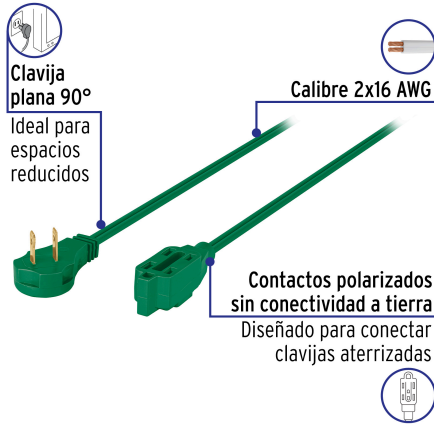 Clavija
plana 90°
Ideal para
espacios
reducidos
Calibre 2x16 AWG
Contactos polarizados
sin conectividad a tierra
Diseñado para conectar
clavijas aterrizadas